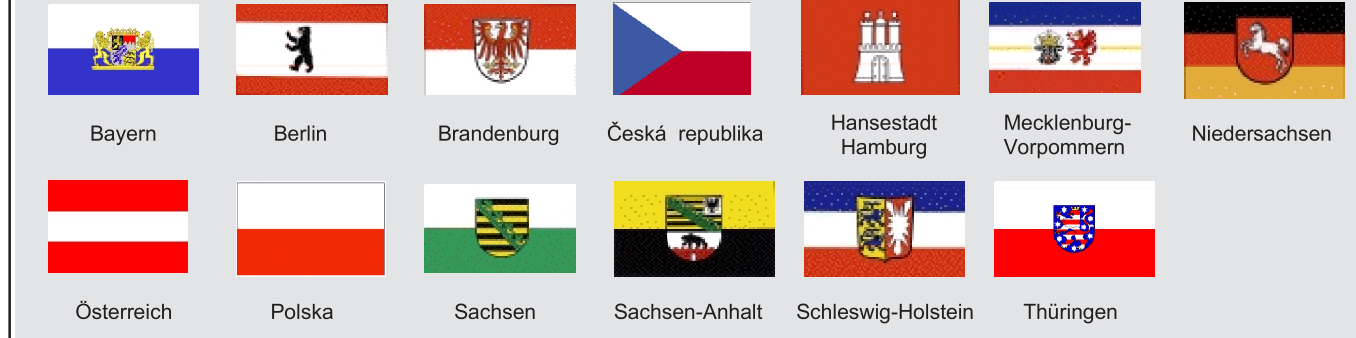 Bayern
Berlin
Brandenburg
Česká republika
Hansestadt
Hamburg
Mecklenburg-
Vorpommern
Niedersachsen
Österreich
Polska
Sachsen
Sachsen-Anhalt
Schleswig-Holstein
Thüringen